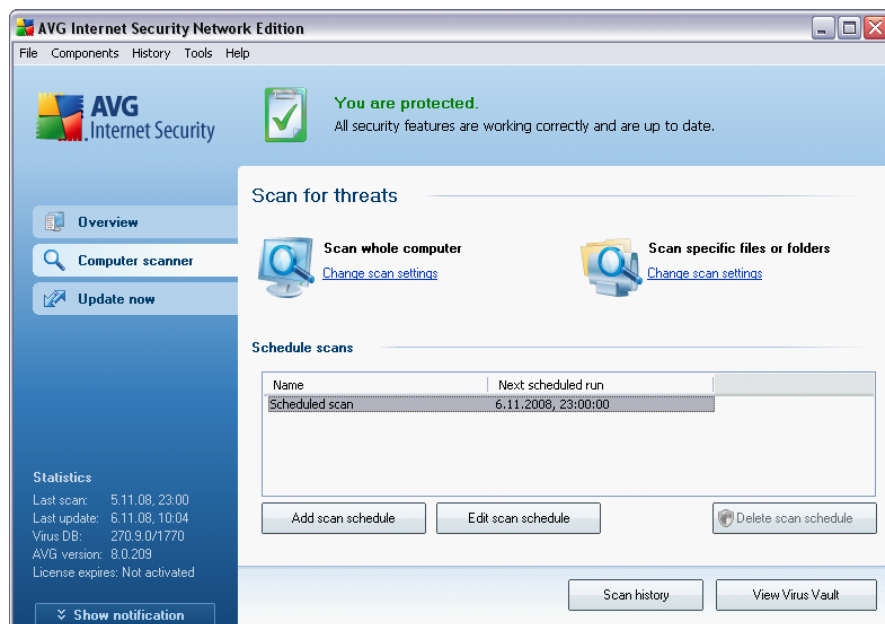 AVG Internet Security Network Edition
File Components History Tools Help
AVG
Internet Security
You are protected.
All security features are working correctly and are up to date.
Overview
Computer scanner
Update now
Scan for threats
Scan whole computer
Change scan settings
Scan specific files or folders
Change scan settings
Schedule scans
Name Next scheduled run
Scheduled scan 6.11.2008, 23:00:00
Add scan schedule
Edit scan schedule
Delete scan schedule
Statistics
Last scan: 5.11.08, 23:00
Last update: 6.11.08, 10:04
Virus DB: 270.9.0/1770
AVG version: 8.0.209
License expires: Not activated
Show notification
Scan history
View Virus Vault